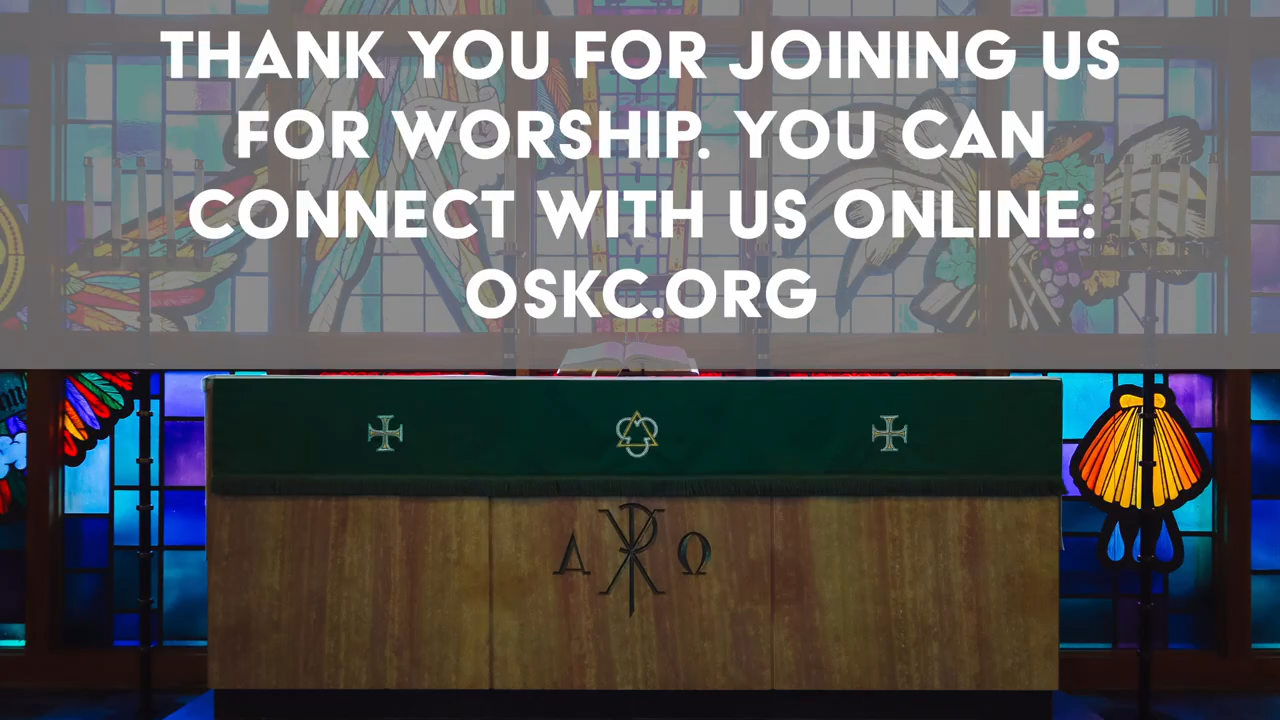 THANK YOU FOR JOINING US
FOR WORSHIP. YOU CAN
CONNECT WITH US ONLINE:
OSKC.ORG
Α ☧ Ω